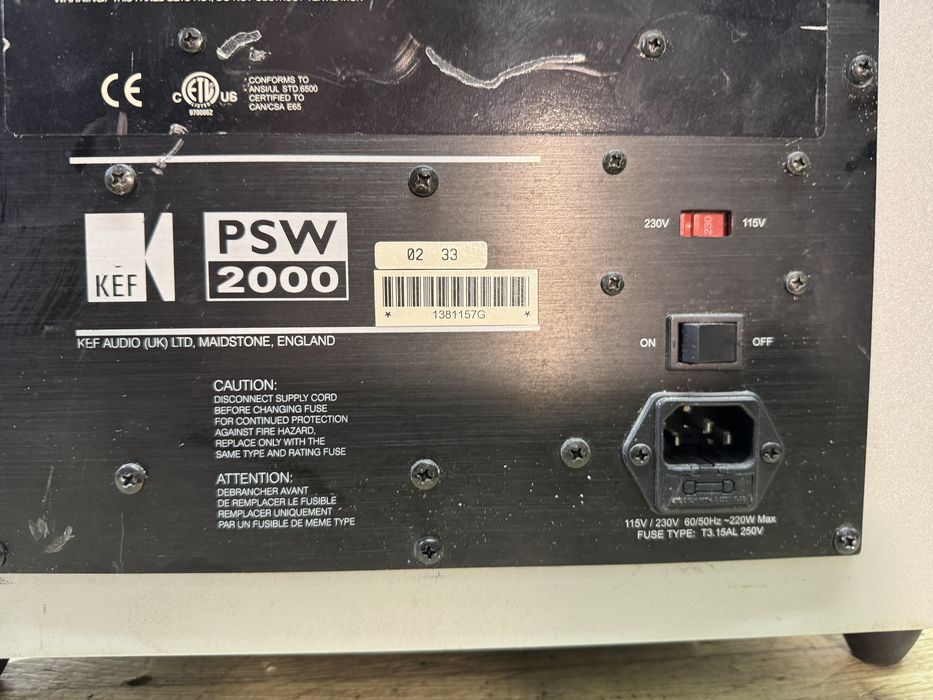 CE
C ETL US
LISTED
9700862
CONFORMS TO
ANSI/UL STD.6500
CERTIFIED TO
CAN/CSA E65
230V 230 115V
KEF
PSW
2000
02 33
* 1381157G *
KEF AUDIO (UK) LTD, MAIDSTONE, ENGLAND
ON OFF
CAUTION:
DISCONNECT SUPPLY CORD
BEFORE CHANGING FUSE
FOR CONTINUED PROTECTION
AGAINST FIRE HAZARD,
REPLACE ONLY WITH THE
SAME TYPE AND RATING FUSE
ATTENTION:
DEBRANCHER AVANT
DE REMPLACER LE FUSIBLE
REMPLACER UNIQUEMENT
PAR UN FUSIBLE DE MEME TYPE
115V / 230V 60/50Hz ~220W Max
FUSE TYPE: T3.15AL 250V